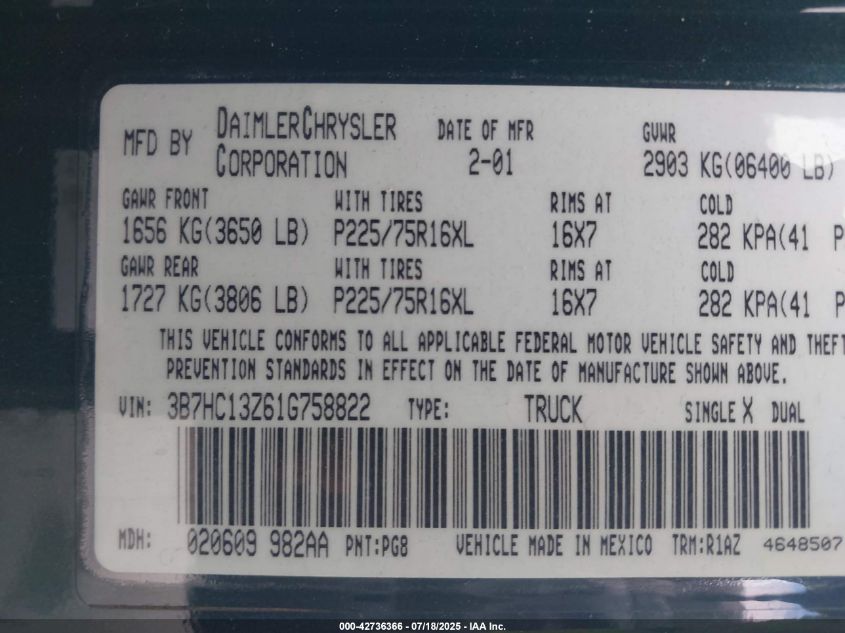 MFD BY DAIMLERCHRYSLER CORPORATION DATE OF MFR 2-01 GVWR 2903 KG(06400 LB)
GAWR FRONT WITH TIRES RIMS AT COLD
1656 KG(3650 LB) P225/75R16XL 16X7 282 KPA(41 P
GAWR REAR WITH TIRES RIMS AT COLD
1727 KG(3806 LB) P225/75R16XL 16X7 282 KPA(41 P
THIS VEHICLE CONFORMS TO ALL APPLICABLE FEDERAL MOTOR VEHICLE SAFETY AND THEFT
PREVENTION STANDARDS IN EFFECT ON THE DATE OF MANUFACTURE SHOWN ABOVE.
VIN: 3B7HC13Z61G758822 TYPE: TRUCK SINGLE X DUAL
MDH: 020609 982AA PNT:PG8 VEHICLE MADE IN MEXICO TRM:R1AZ 4648507
000-42736366 - 07/18/2025 - IAA Inc.